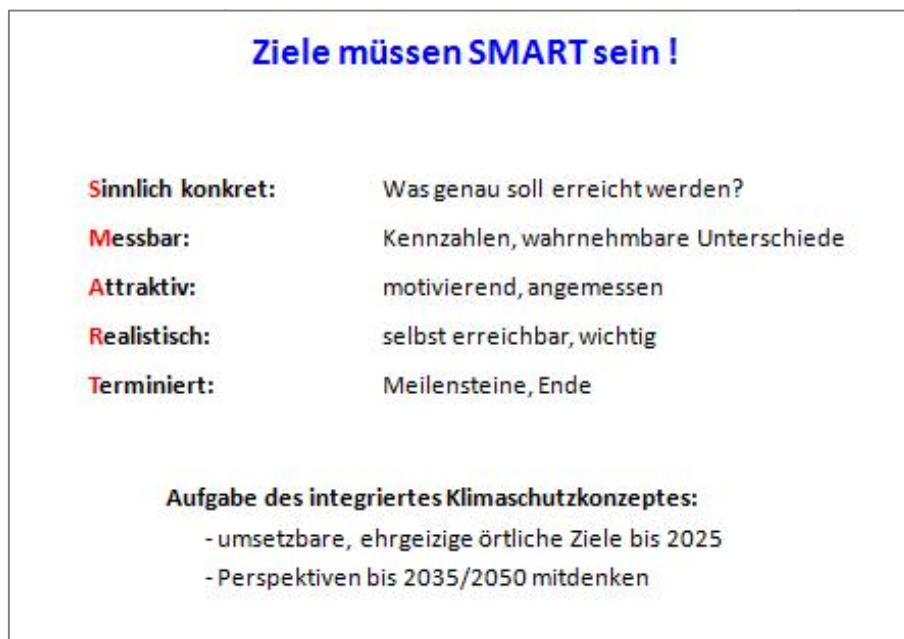 Ziele müssen SMART sein !
Sinnlich konkret: Was genau soll erreicht werden?
Messbar: Kennzahlen, wahrnehmbare Unterschiede
Attraktiv: motivierend, angemessen
Realistisch: selbst erreichbar, wichtig
Terminiert: Meilensteine, Ende
Aufgabe des integriertes Klimaschutzkonzeptes:
- umsetzbare, ehrgeizige örtliche Ziele bis 2025
- Perspektiven bis 2035/2050 mitdenken